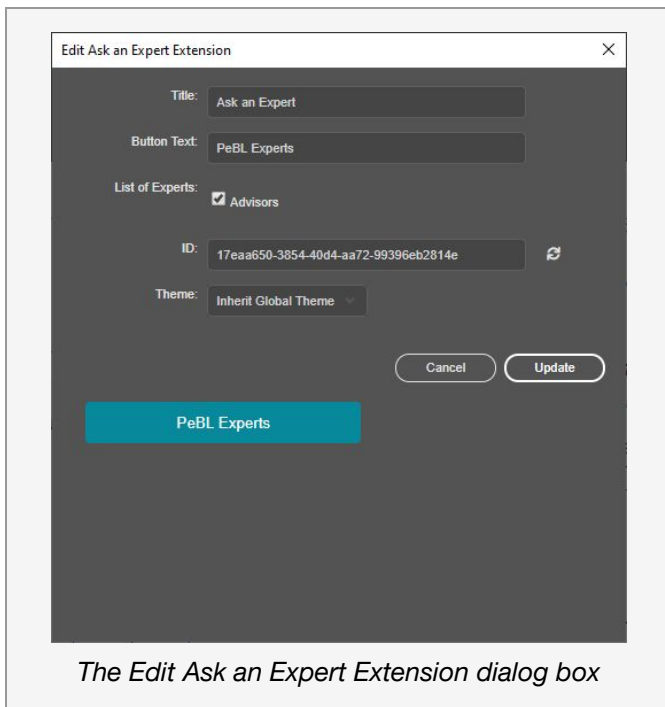 Edit Ask an Expert Extension
Title: Ask an Expert
Button Text: PeBL Experts
List of Experts: Advisors
ID: 17eaa650-3854-40d4-aa72-99396eb2814e
Theme: Inherit Global Theme
Cancel Update
PeBL Experts
The Edit Ask an Expert Extension dialog box